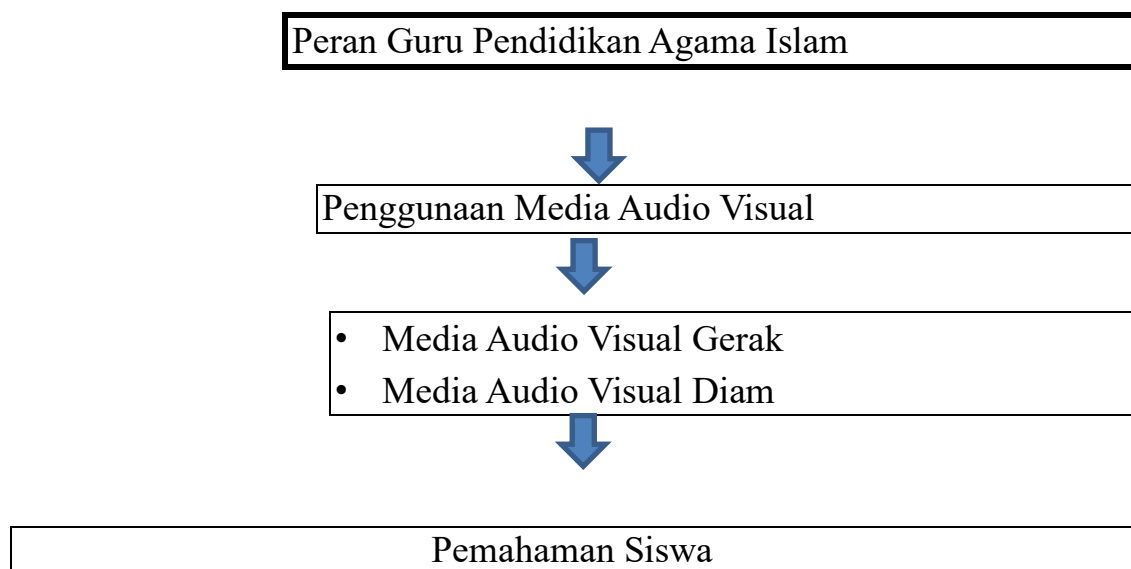 Peran Guru Pendidikan Agama Islam
Penggunaan Media Audio Visual
• Media Audio Visual Gerak
• Media Audio Visual Diam
Pemahaman Siswa